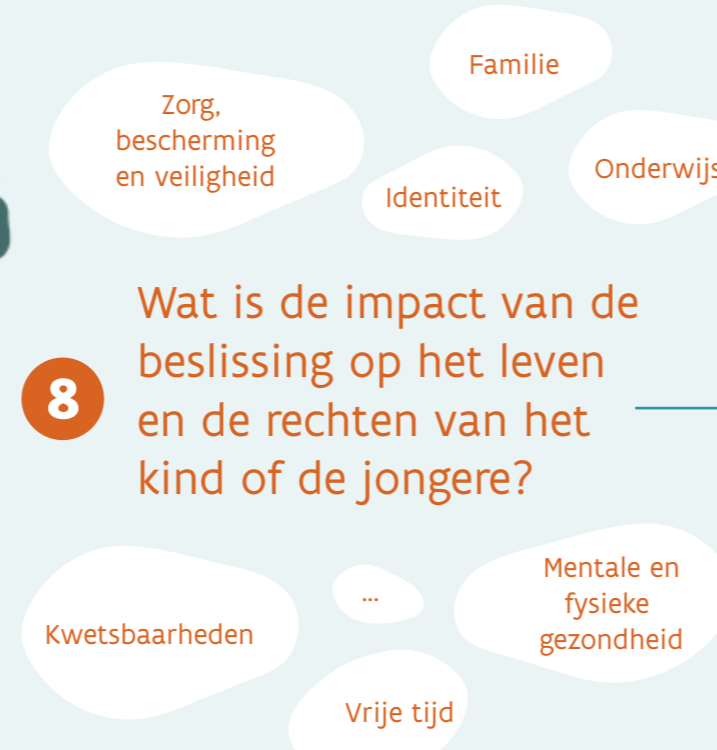 Familie
Zorg,
bescherming
en veiligheid
Onderwijs
Identiteit
8
Wat is de impact van de
beslissing op het leven
en de rechten van het
kind of de jongere?
...
Mentale en
fysieke
gezondheid
Kwetsbaarheden
Vrije tijd